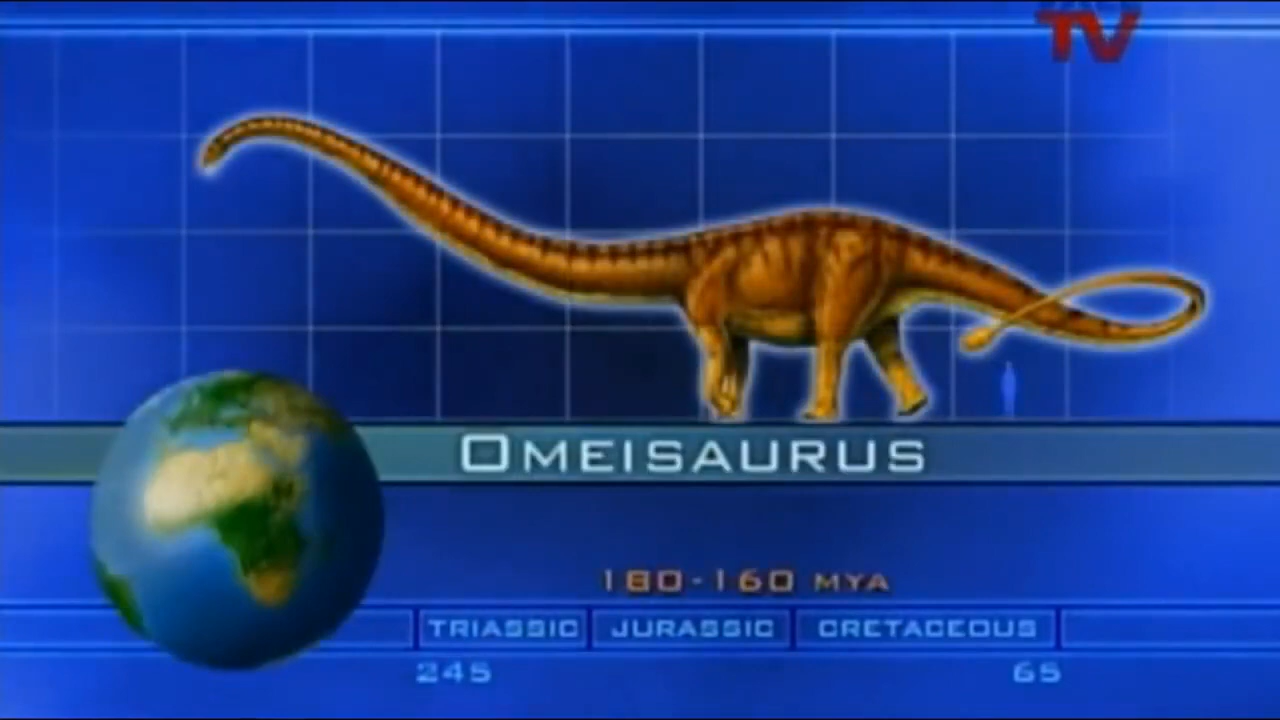 TV
OMEISAURUS
180-160 MYA
TRIASSIC JURASSIC CRETACEOUS
245 65